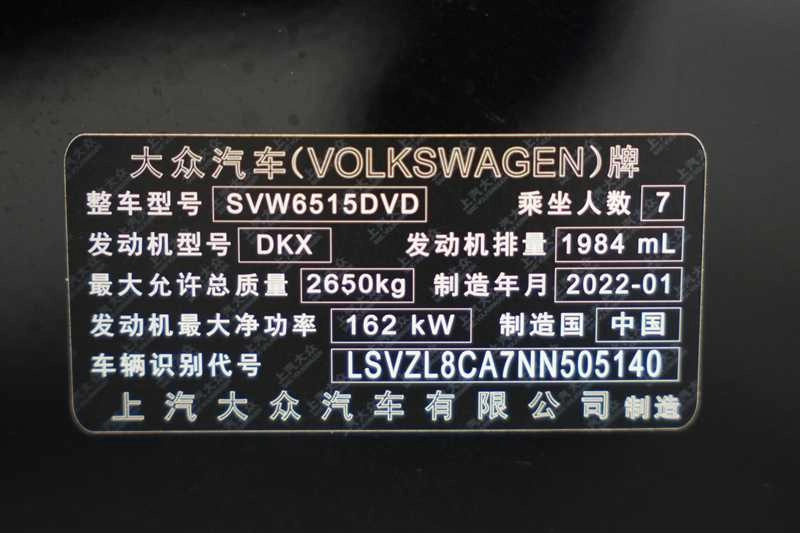 大众汽车(VOLKSWAGEN)牌
整车型号 SVW6515DVD 乘坐人数 7
发动机型号 DKX 发动机排量 1984 mL
最大允许总质量 2650kg 制造年月 2022-01
发动机最大净功率 162 kW 制造国 中国
车辆识别代号 LSVZL8CA7NN505140
上汽大众汽车有限公司 制造